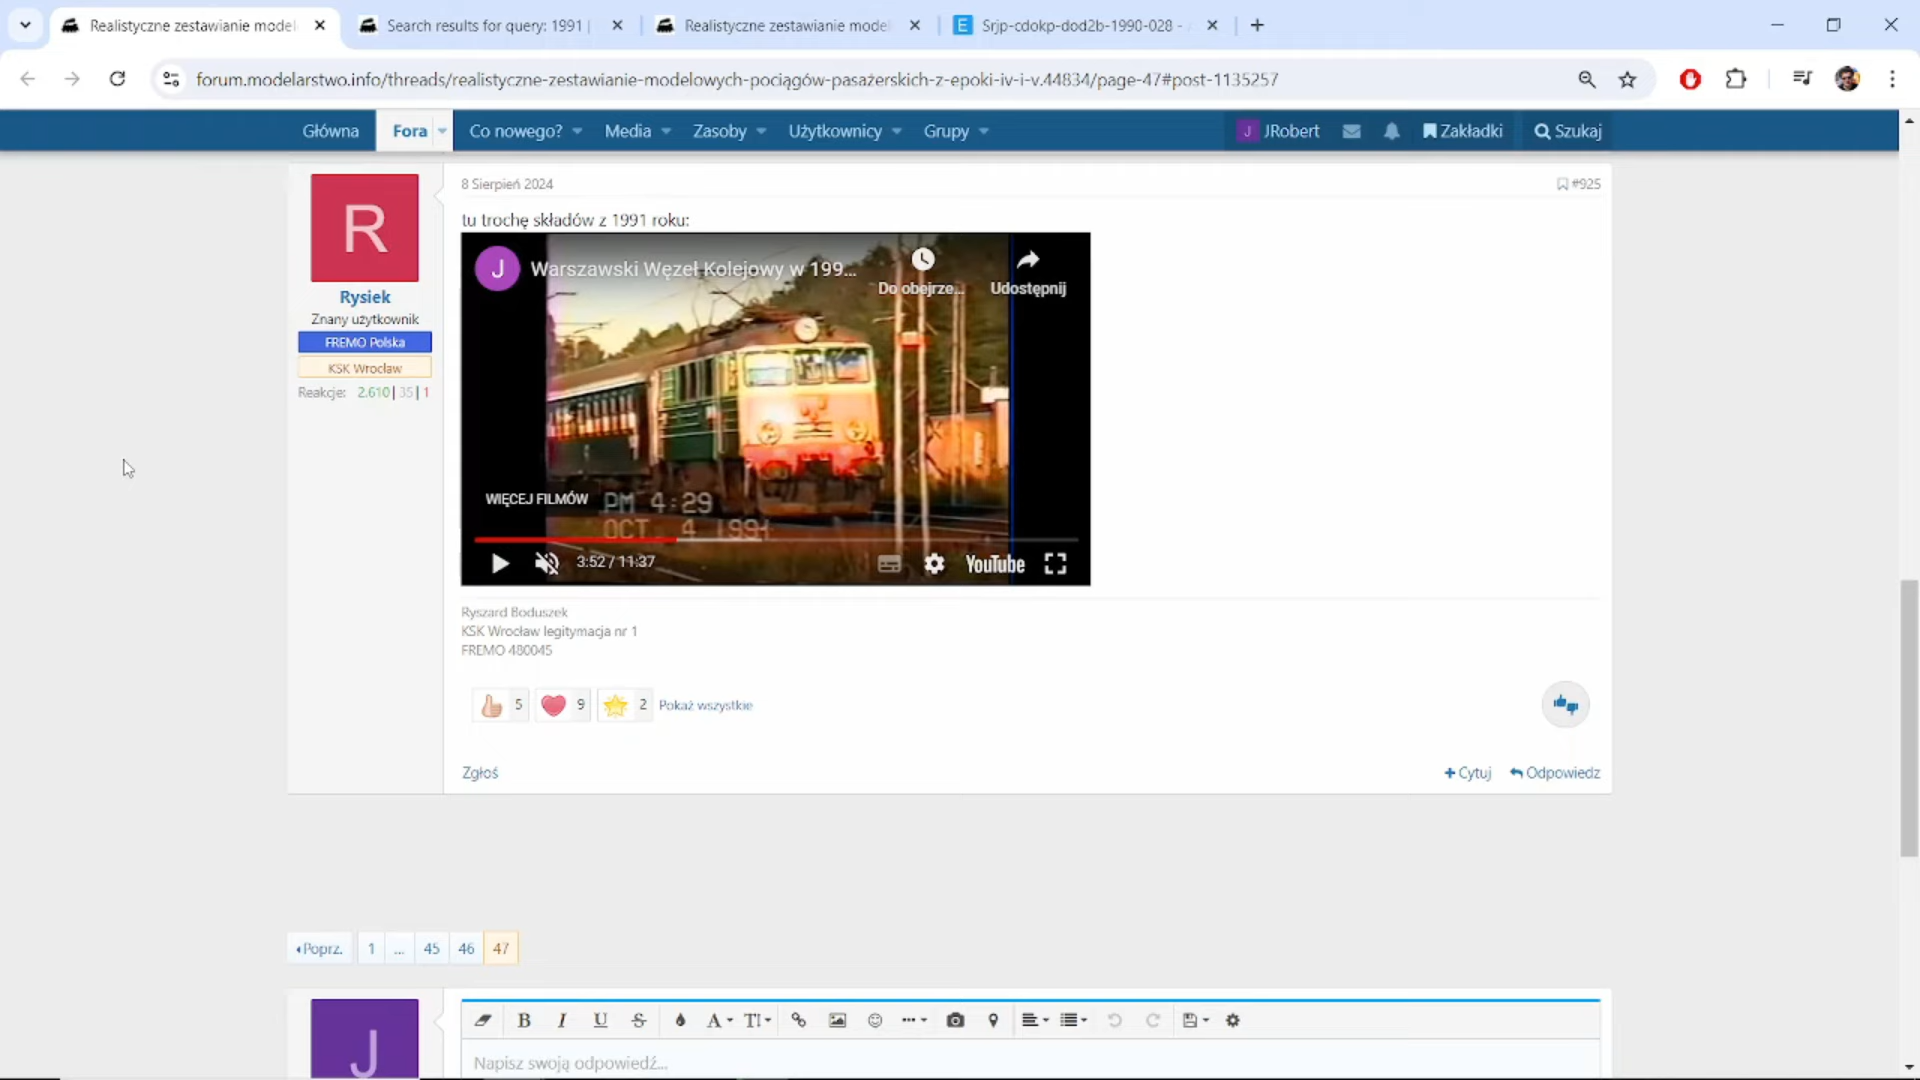 Realistyczne zestawianie model
Search results for query: 1991 |
Realistyczne zestawianie mode
Srjp-cdokp-dod2b-1990-028 -
forum.modelarstwo.info/threads/realistyczne-zestawianie-modelowych-pociągów-pasażerskich-z-epoki-iv-i-v.44834/page-47#post-1135257
Główna
Fora
Co nowego?
Media
Zasoby
Użytkownicy
Grupy
J JRobert
Zakładki
Szukaj
R
Rysiek
Znany użytkownik
FREMO Polska
KSK Wrocław
Reakcje: 2.610| 35| 1
8 Sierpień 2024
#925
tu trochę składów z 1991 roku:
J
Warszawski Węzeł Kolejowy w 199...
Do obejrze...
Udostępnij
WIĘCEJ FILMÓW
PM 4:29
OCT. 4 1991
3:52 / 11:37
YouTube
Ryszard Boduszek
KSK Wrocław legitymacja nr 1
FREMO 480045
5
9
2
Pokaż wszystkie
Zgłoś
+ Cytuj
Odpowiedz
Poprz.
1
...
45
46
47
J
B I U S A TI
Napisz swoją odpowiedź...